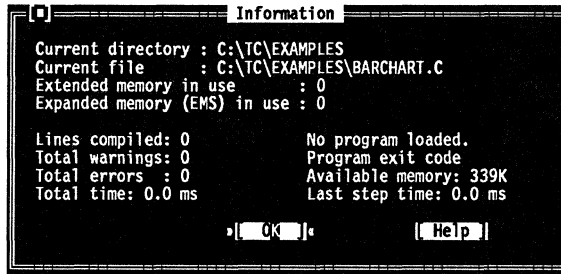 Information
Current directory : C:\TC\EXAMPLES
Current file : C:\TC\EXAMPLES\BARCHART.C
Extended memory in use : 0
Expanded memory (EMS) in use : 0
Lines compiled: 0 No program loaded.
Total warnings: 0 Program exit code
Total errors : 0 Available memory: 339K
Total time: 0.0 ms Last step time: 0.0 ms
OK Help